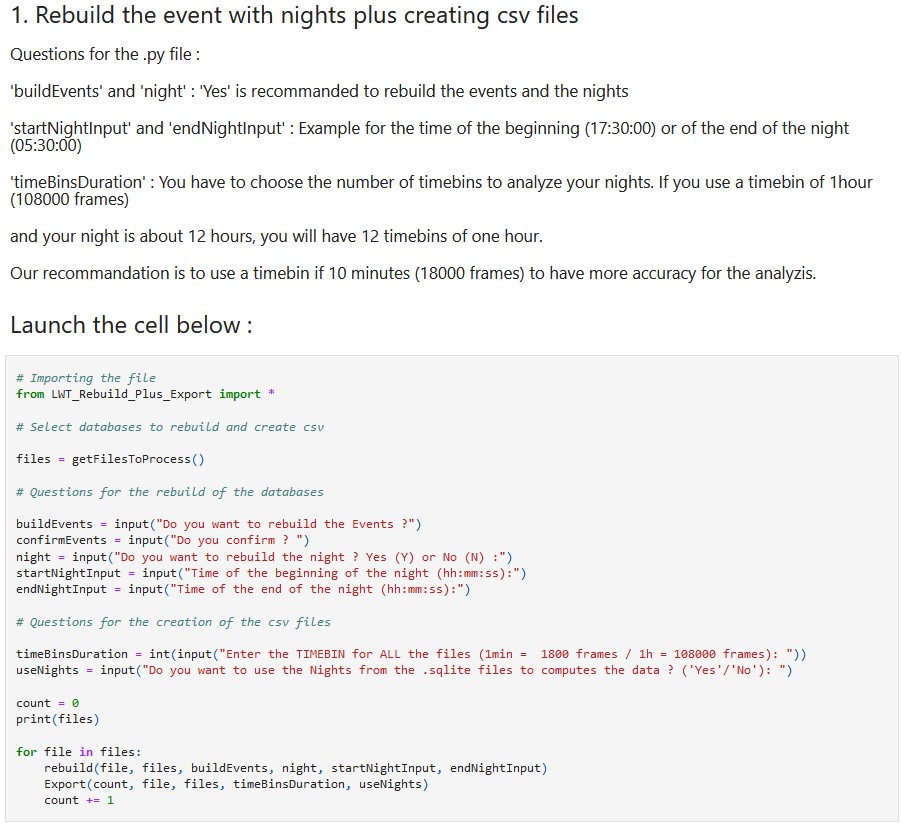 1. Rebuild the event with nights plus creating csv files
Questions for the .py file :
'buildEvents' and 'night' : 'Yes' is recommanded to rebuild the events and the nights
'startNightInput' and 'endNightInput' : Example for the time of the beginning (17:30:00) or of the end of the night
(05:30:00)
'timeBinsDuration' : You have to choose the number of timebins to analyze your nights. If you use a timebin of 1hour
(108000 frames)
and your night is about 12 hours, you will have 12 timebins of one hour.
Our recommandation is to use a timebin if 10 minutes (18000 frames) to have more accuracy for the analyzis.
Launch the cell below :
# Importing the file
from LWT_Rebuild_Plus_Export import *
# Select databases to rebuild and create csv
files = getFilesToProcess()
# Questions for the rebuild of the databases
buildEvents = input("Do you want to rebuild the Events ?")
confirmEvents = input("Do you confirm ? ")
night = input("Do you want to rebuild the night ? Yes (Y) or No (N) :")
startNightInput = input("Time of the beginning of the night (hh:mm:ss):")
endNightInput = input("Time of the end of the night (hh:mm:ss):")
# Questions for the creation of the csv files
timeBinsDuration = int(input("Enter the TIMEBIN for ALL the files (1min =  1800 frames / 1h = 108000 frames): "))
useNights = input("Do you want to use the Nights from the .sqlite files to computes the data ? ('Yes'/'No'): ")
count = 0
print(files)
for file in files:
    rebuild(file, files, buildEvents, night, startNightInput, endNightInput)
    Export(count, file, files, timeBinsDuration, useNights)
    count += 1